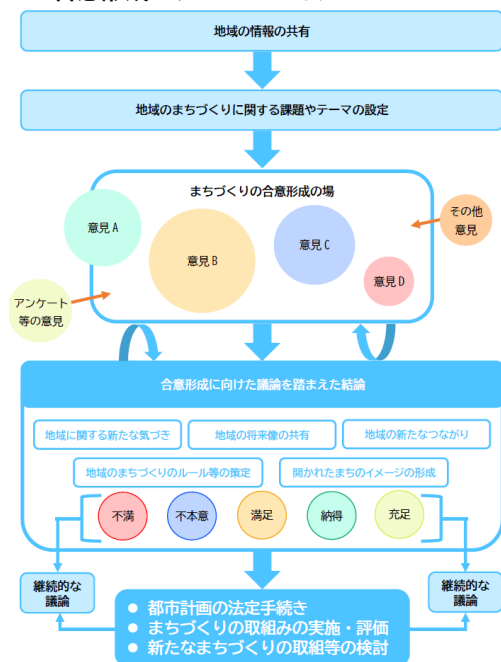 地域の情報の共有
地域のまちづくりに関する課題やテーマの設定
まちづくりの合意形成の場
意見A
意見B
意見C
意見D
その他
意見
アンケート
等の意見
合意形成に向けた議論を踏まえた結論
地域に関する新たな気づき
地域の将来像の共有
地域の新たなつながり
地域のまちづくりのルール等の策定
開かれたまちのイメージの形成
不満
不本意
満足
納得
充足
継続的な
議論
継続的な
議論
● 都市計画の法定手続き
● まちづくりの取組みの実施・評価
● 新たなまちづくりの取組等の検討